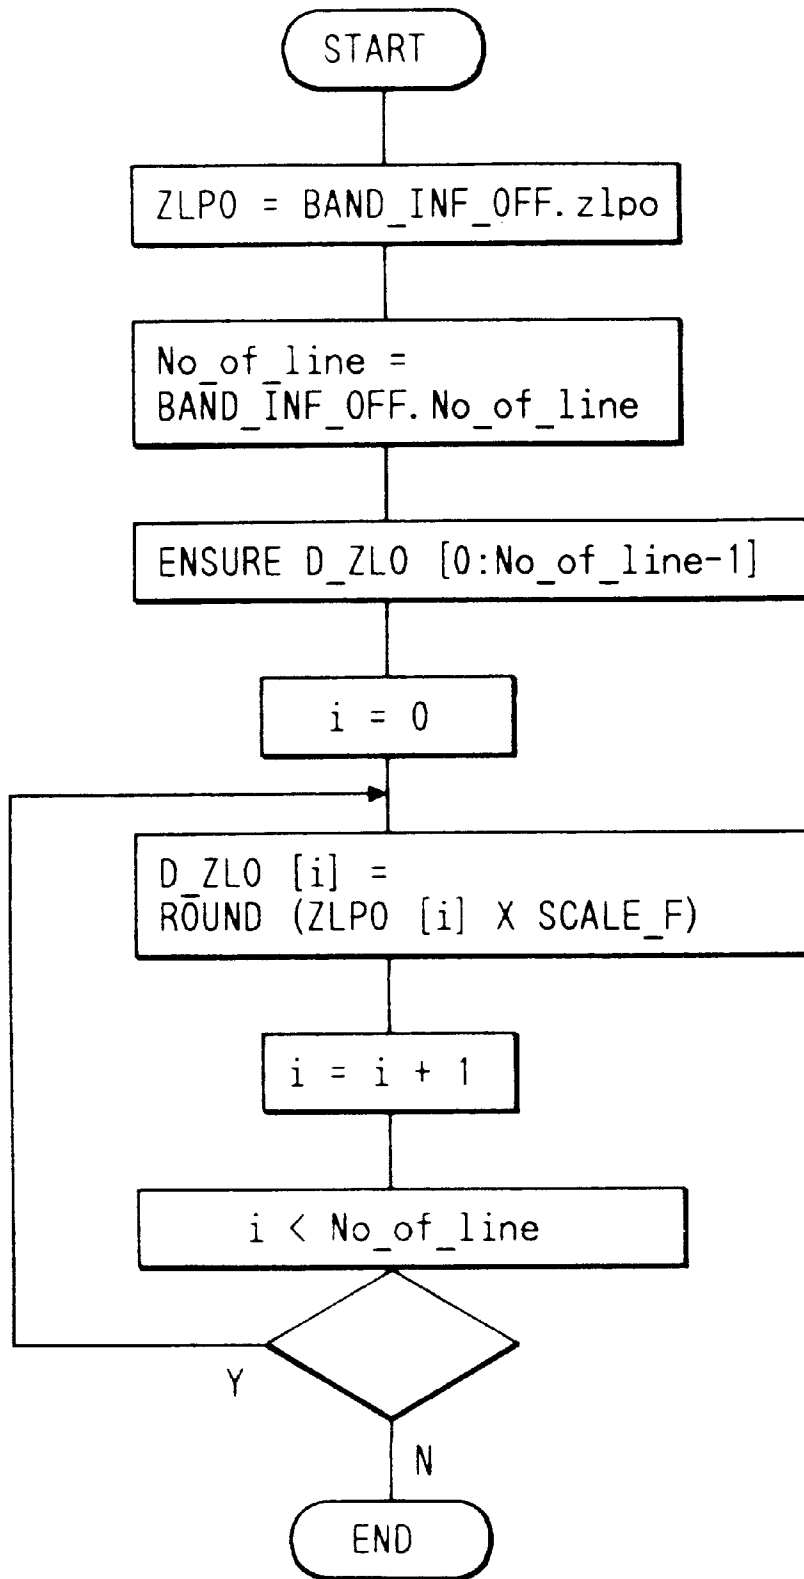 START
ZLPO = BAND_INF_OFF.zlpo
No_of_line =
BAND_INF_OFF.No_of_line
ENSURE D_ZLO [0:No_of_line-1]
i = 0
D_ZLO [i] =
ROUND (ZLPO [i] X SCALE_F)
i = i + 1
i < No_of_line
Y
N
END